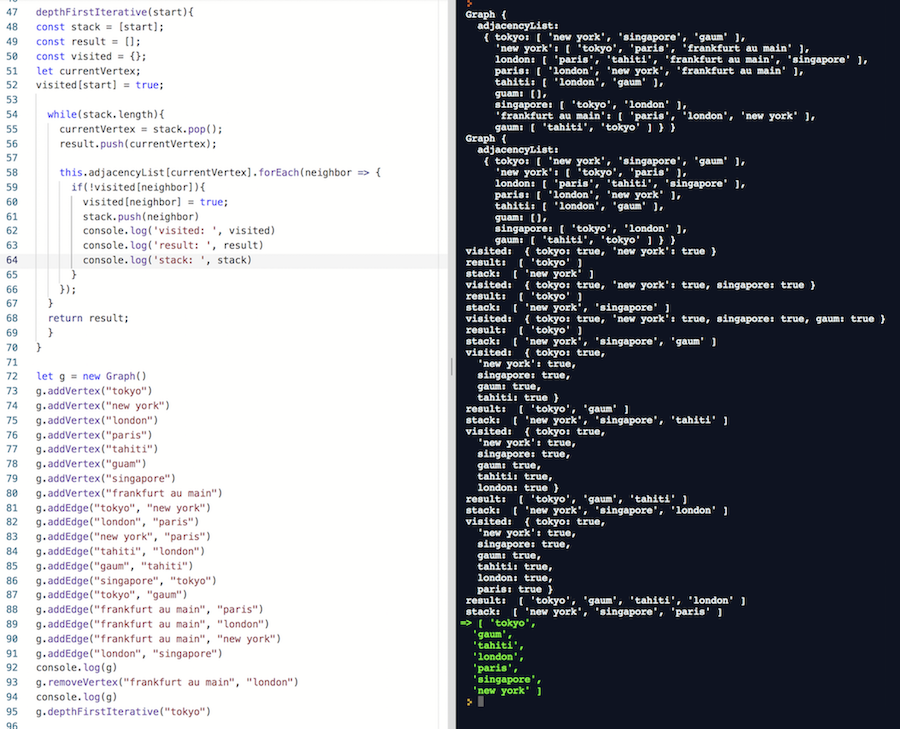 47 depthFirstIterative(start){
48 const stack = [start];
49 const result = [];
50 const visited = {};
51 let currentVertex;
52 visited[start] = true;
53
54 while(stack.length){
55 currentVertex = stack.pop();
56 result.push(currentVertex);
57
58 this.adjacencyList[currentVertex].forEach(neighbor => {
59 if(!visited[neighbor]){
60 visited[neighbor] = true;
61 stack.push(neighbor)
62 console.log('visited: ', visited)
63 console.log('result: ', result)
64 console.log('stack: ', stack)
65 }
66 });
67 }
68 return result;
69 }
70 }
71
72 let g = new Graph()
73 g.addVertex("tokyo")
74 g.addVertex("new york")
75 g.addVertex("london")
76 g.addVertex("paris")
77 g.addVertex("tahiti")
78 g.addVertex("guam")
79 g.addVertex("singapore")
80 g.addVertex("frankfurt au main")
81 g.addEdge("tokyo", "new york")
82 g.addEdge("london", "paris")
83 g.addEdge("new york", "paris")
84 g.addEdge("tahiti", "london")
85 g.addEdge("gaum", "tahiti")
86 g.addEdge("singapore", "tokyo")
87 g.addEdge("tokyo", "gaum")
88 g.addEdge("frankfurt au main", "paris")
89 g.addEdge("frankfurt au main", "london")
90 g.addEdge("frankfurt au main", "new york")
91 g.addEdge("london", "singapore")
92 console.log(g)
93 g.removeVertex("frankfurt au main", "london")
94 console.log(g)
95 g.depthFirstIterative("tokyo")
96
Graph {
adjacencyList:
{ tokyo: [ 'new york', 'singapore', 'gaum' ],
'new york': [ 'tokyo', 'paris', 'frankfurt au main' ],
london: [ 'paris', 'tahiti', 'frankfurt au main', 'singapore' ],
paris: [ 'london', 'new york', 'frankfurt au main' ],
tahiti: [ 'london', 'gaum' ],
guam: [],
singapore: [ 'tokyo', 'london' ],
'frankfurt au main': [ 'paris', 'london', 'new york' ],
gaum: [ 'tahiti', 'tokyo' ] } }
Graph {
adjacencyList:
{ tokyo: [ 'new york', 'singapore', 'gaum' ],
'new york': [ 'tokyo', 'paris' ],
london: [ 'paris', 'tahiti', 'singapore' ],
paris: [ 'london', 'new york' ],
tahiti: [ 'london', 'gaum' ],
guam: [],
singapore: [ 'tokyo', 'london' ],
gaum: [ 'tahiti', 'tokyo' ] } }
visited: { tokyo: true, 'new york': true }
result: [ 'tokyo' ]
stack: [ 'new york' ]
visited: { tokyo: true, 'new york': true, singapore: true }
result: [ 'tokyo' ]
stack: [ 'new york', 'singapore' ]
visited: { tokyo: true, 'new york': true, singapore: true, gaum: true }
result: [ 'tokyo' ]
stack: [ 'new york', 'singapore', 'gaum' ]
visited: { tokyo: true,
'new york': true,
singapore: true,
gaum: true,
tahiti: true }
result: [ 'tokyo', 'gaum' ]
stack: [ 'new york', 'singapore', 'tahiti' ]
visited: { tokyo: true,
'new york': true,
singapore: true,
gaum: true,
tahiti: true,
london: true }
result: [ 'tokyo', 'gaum', 'tahiti' ]
stack: [ 'new york', 'singapore', 'london' ]
visited: { tokyo: true,
'new york': true,
singapore: true,
gaum: true,
tahiti: true,
london: true,
paris: true }
result: [ 'tokyo', 'gaum', 'tahiti', 'london' ]
stack: [ 'new york', 'singapore', 'paris' ]
=> [ 'tokyo',
'gaum',
'tahiti',
'london',
'paris',
'singapore',
'new york' ]